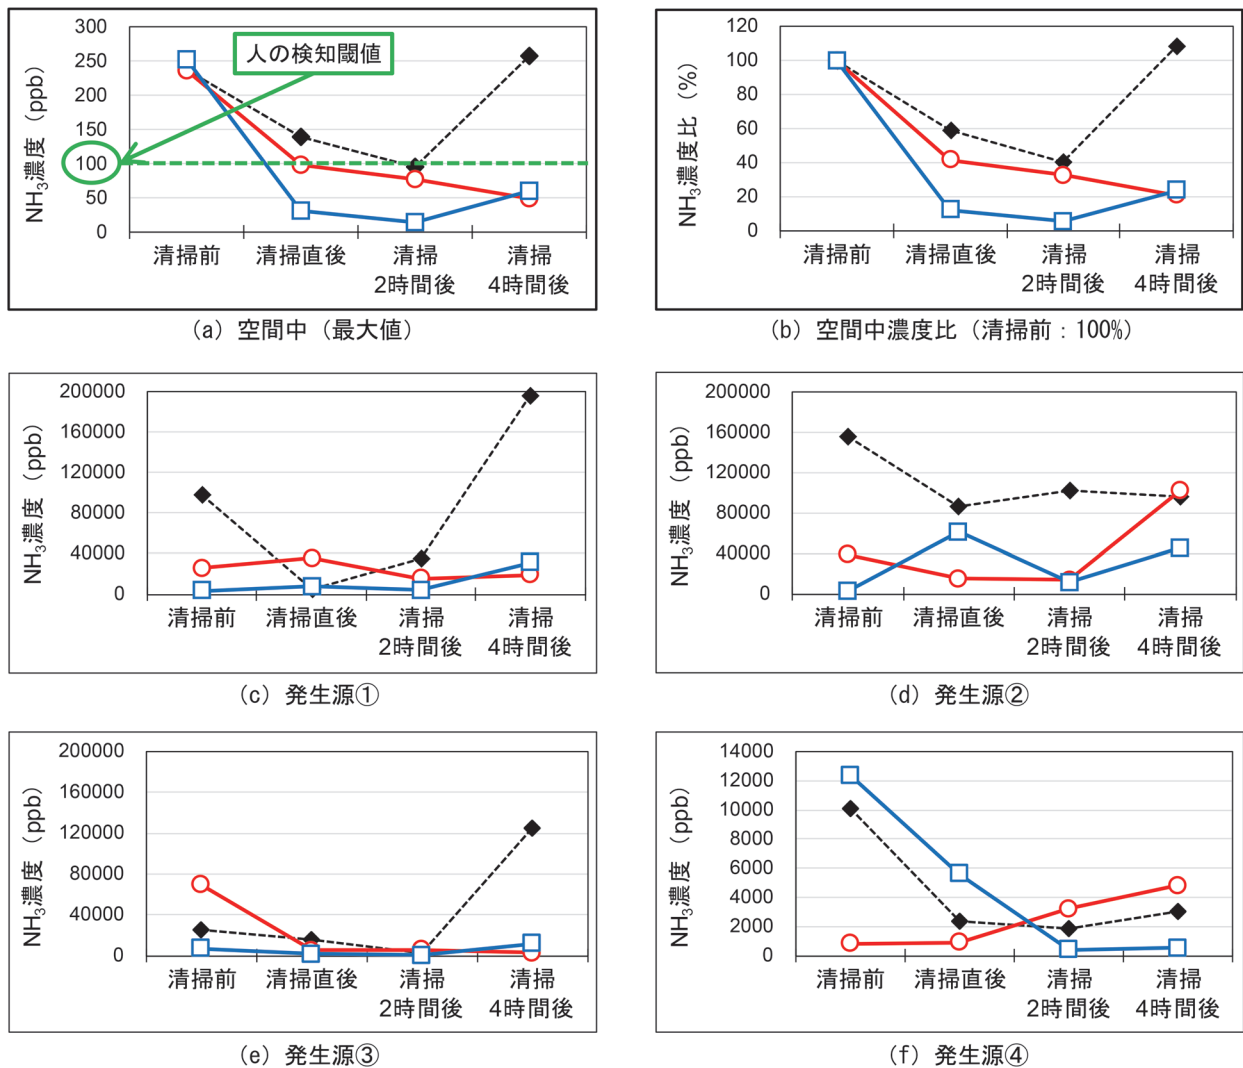 300
250
200
150
100
50
0
NH₃濃度（ppb）
人の検知閾値
清掃前
清掃直後
清掃
2時間後
清掃
4時間後
（a）空間中（最大値）
120
100
80
60
40
20
0
NH₃濃度比（%）
清掃前
清掃直後
清掃
2時間後
清掃
4時間後
（b）空間中濃度比（清掃前：100%）
200000
160000
120000
80000
40000
0
NH₃濃度（ppb）
清掃前
清掃直後
清掃
2時間後
清掃
4時間後
（c）発生源①
200000
160000
120000
80000
40000
0
NH₃濃度（ppb）
清掃前
清掃直後
清掃
2時間後
清掃
4時間後
（d）発生源②
200000
160000
120000
80000
40000
0
NH₃濃度（ppb）
清掃前
清掃直後
清掃
2時間後
清掃
4時間後
（e）発生源③
14000
12000
10000
8000
6000
4000
2000
0
NH₃濃度（ppb）
清掃前
清掃直後
清掃
2時間後
清掃
4時間後
（f）発生源④